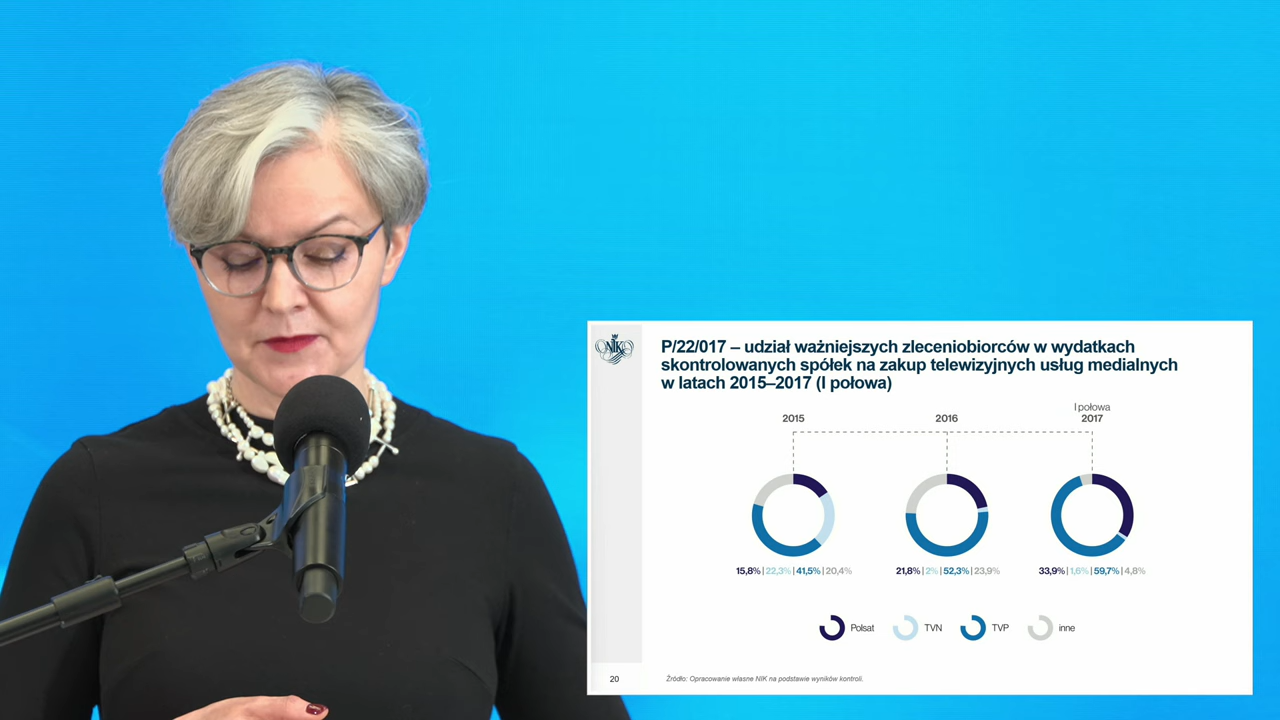 NIK
P/22/017 – udział ważniejszych zleceniobiorców w wydatkach
skontrolowanych spółek na zakup telewizyjnych usług medialnych
w latach 2015–2017 (I połowa)
2015
2016
I połowa
2017
15,8% | 22,3% | 41,5% | 20,4%
21,8% | 2% | 52,3% | 23,9%
33,9% | 1,6% | 59,7% | 4,8%
Polsat
TVN
TVP
inne
20
Źródło: Opracowanie własne NIK na podstawie wyników kontroli.